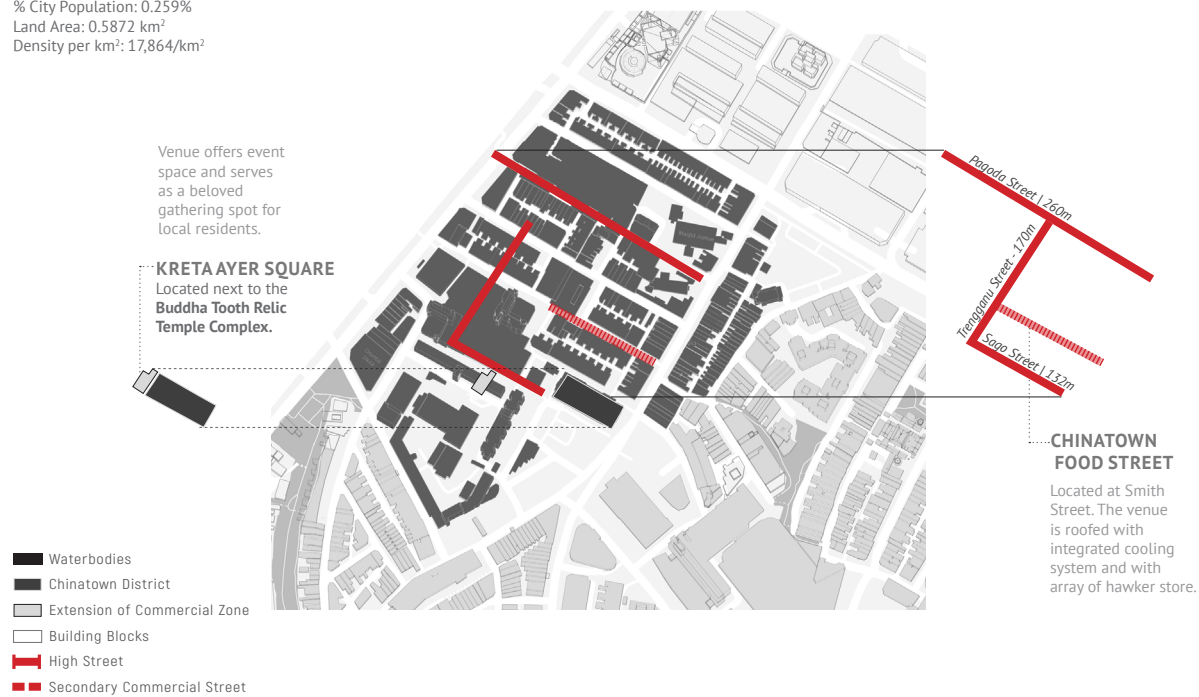 % City Population: 0.259%
Land Area: 0.5872 km²
Density per km²: 17,864/km²
Venue offers event
space and serves
as a beloved
gathering spot for
local residents.
KRETA AYER SQUARE
Located next to the
Buddha Tooth Relic
Temple Complex.
Pagoda Street | 260m
Trengganu Street - 170m
Sago Street | 132m
CHINATOWN
FOOD STREET
Located at Smith
Street. The venue
is roofed with
integrated cooling
system and with
array of hawker store.
Waterbodies
Chinatown District
Extension of Commercial Zone
Building Blocks
High Street
Secondary Commercial Street